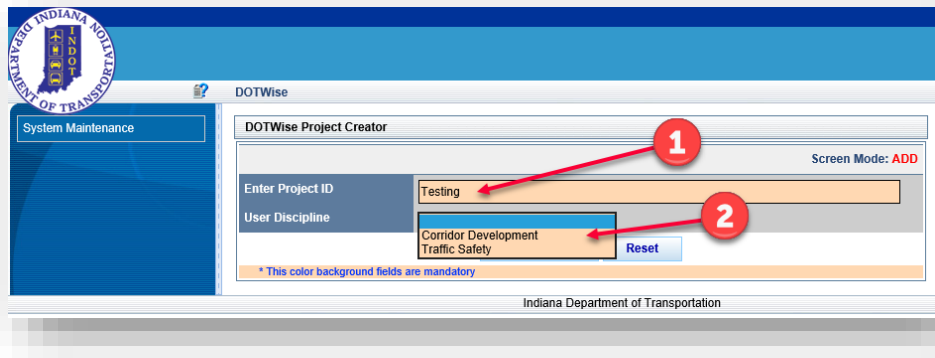 INDIANA DEPARTMENT OF TRANSPORTATION
INDOT
DOTWise
System Maintenance
DOTWise Project Creator
1
Screen Mode: ADD
Enter Project ID
Testing
User Discipline
2
Corridor Development
Traffic Safety
Reset
* This color background fields are mandatory
Indiana Department of Transportation